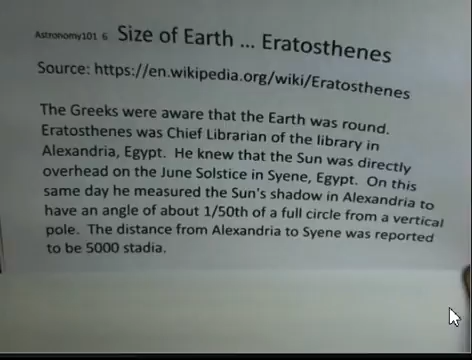 Astronomy101 6 Size of Earth ... Eratosthenes
Source: https://en.wikipedia.org/wiki/Eratosthenes
The Greeks were aware that the Earth was round.
Eratosthenes was Chief Librarian of the library in
Alexandria, Egypt. He knew that the Sun was directly
overhead on the June Solstice in Syene, Egypt. On this
same day he measured the Sun's shadow in Alexandria to
have an angle of about 1/50th of a full circle from a vertical
pole. The distance from Alexandria to Syene was reported
to be 5000 stadia.